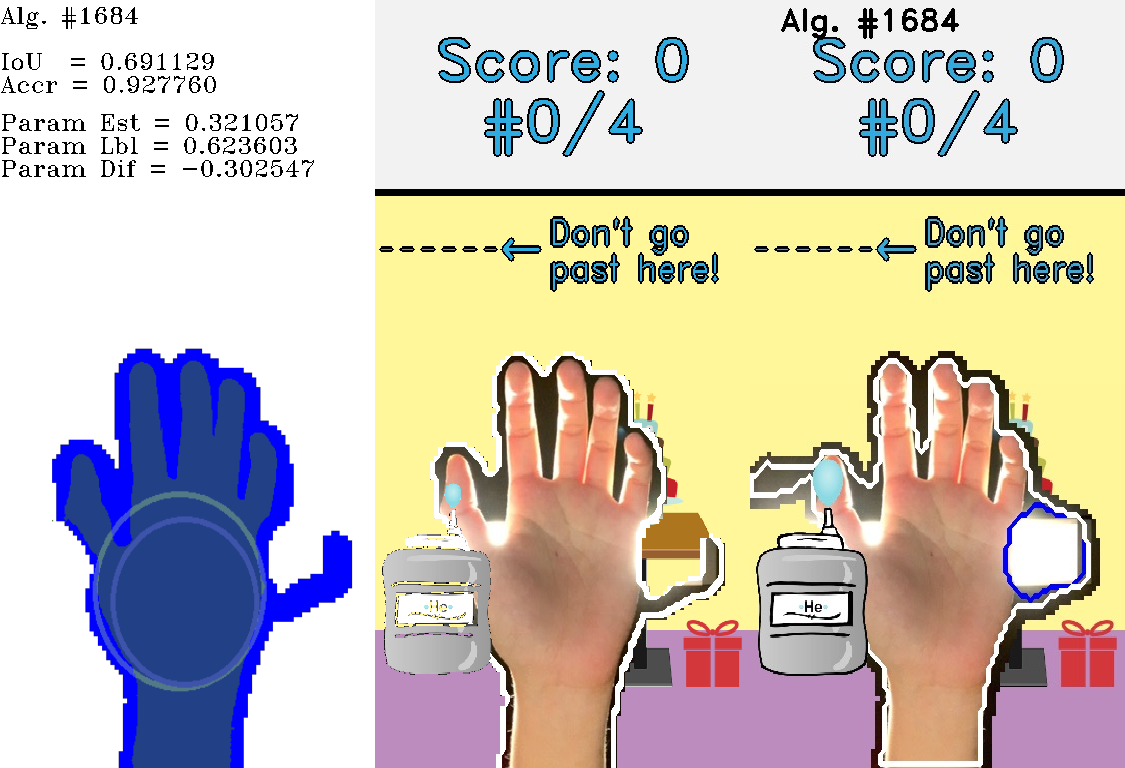 Alg. #1684
IoU = 0.691129
Accr = 0.927760
Param Est = 0.321057
Param Lbl = 0.623603
Param Dif = −0.302547
Score: 0
#0/4
Don't go
past here!
He
Alg. #1684
Score: 0
#0/4
Don't go
past here!
He